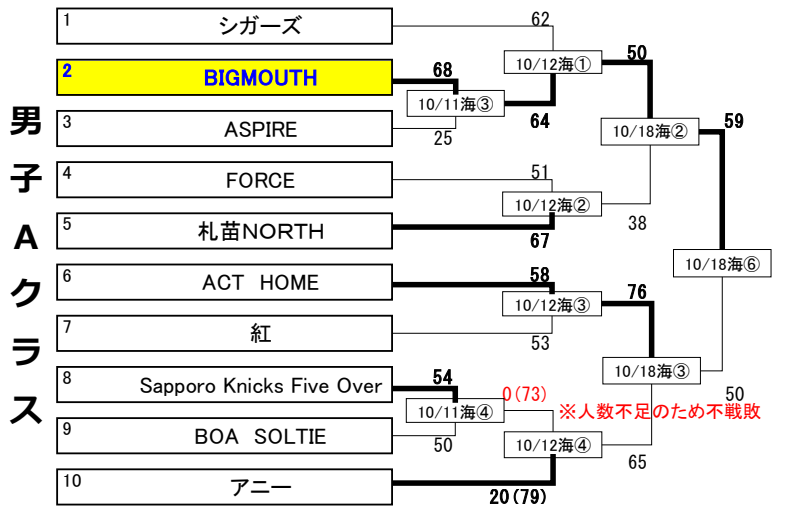 男子Aクラス
1 シガーズ
62
10/12海①
50
2 BIGMOUTH
68
10/11海③
64
3 ASPIRE
25
10/18海②
59
4 FORCE
51
10/12海②
38
5 札苗NORTH
67
10/18海⑥
6 ACT HOME
58
10/12海③
76
7 紅
53
10/18海③
50
8 Sapporo Knicks Five Over
54
0(73)
10/11海④
※人数不足のため不戦敗
9 BOA SOLTIE
50
10/12海④
65
10 アニー
20(79)